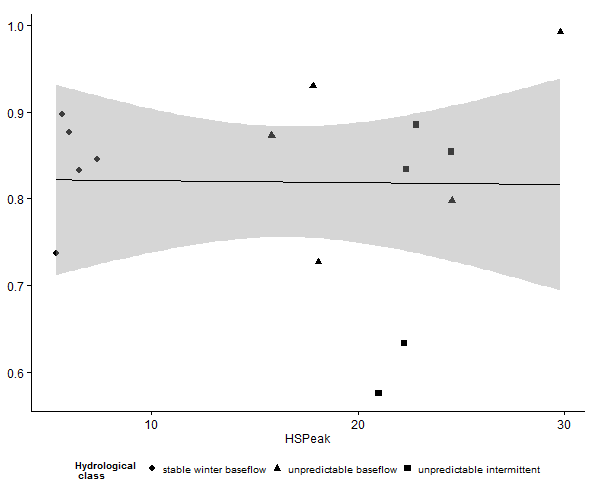 1.0
0.9
0.8
0.7
0.6
10 20 30
HSPeak
Hydrological
class
stable winter baseflow unpredictable baseflow unpredictable intermittent